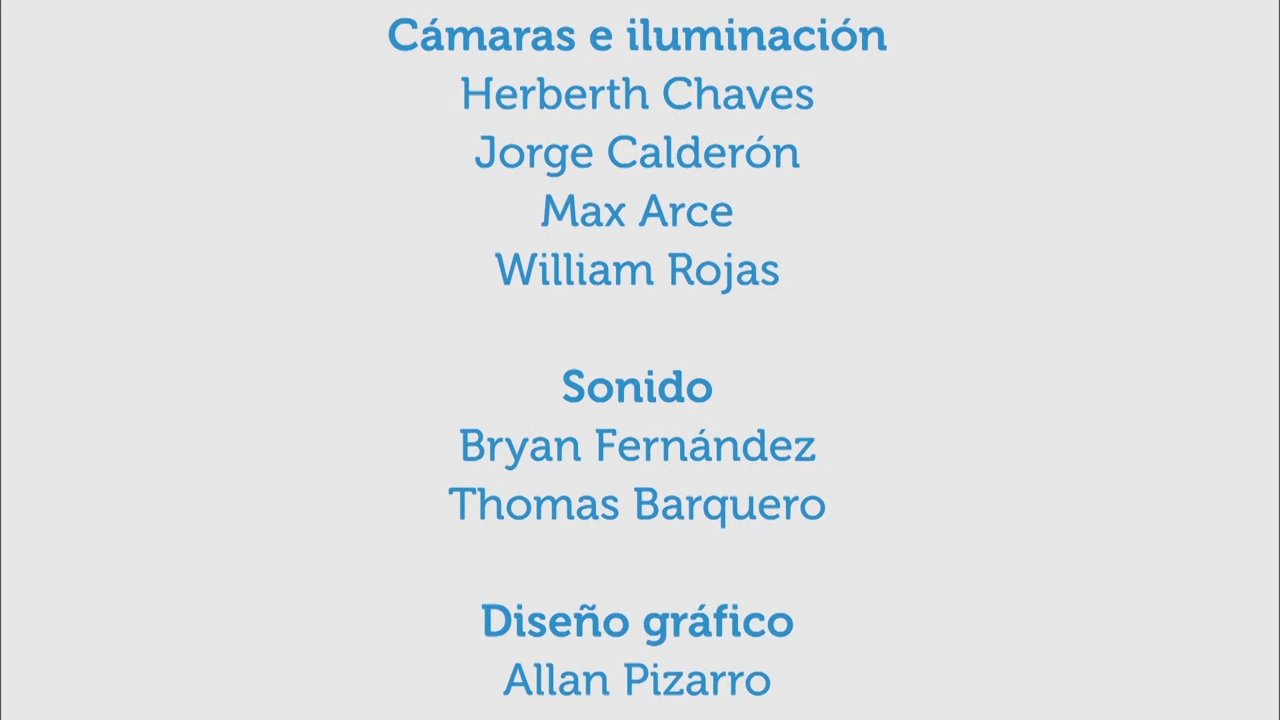 Cámaras e iluminación
Herberth Chaves
Jorge Calderón
Max Arce
William Rojas
Sonido
Bryan Fernández
Thomas Barquero
Diseño gráfico
Allan Pizarro